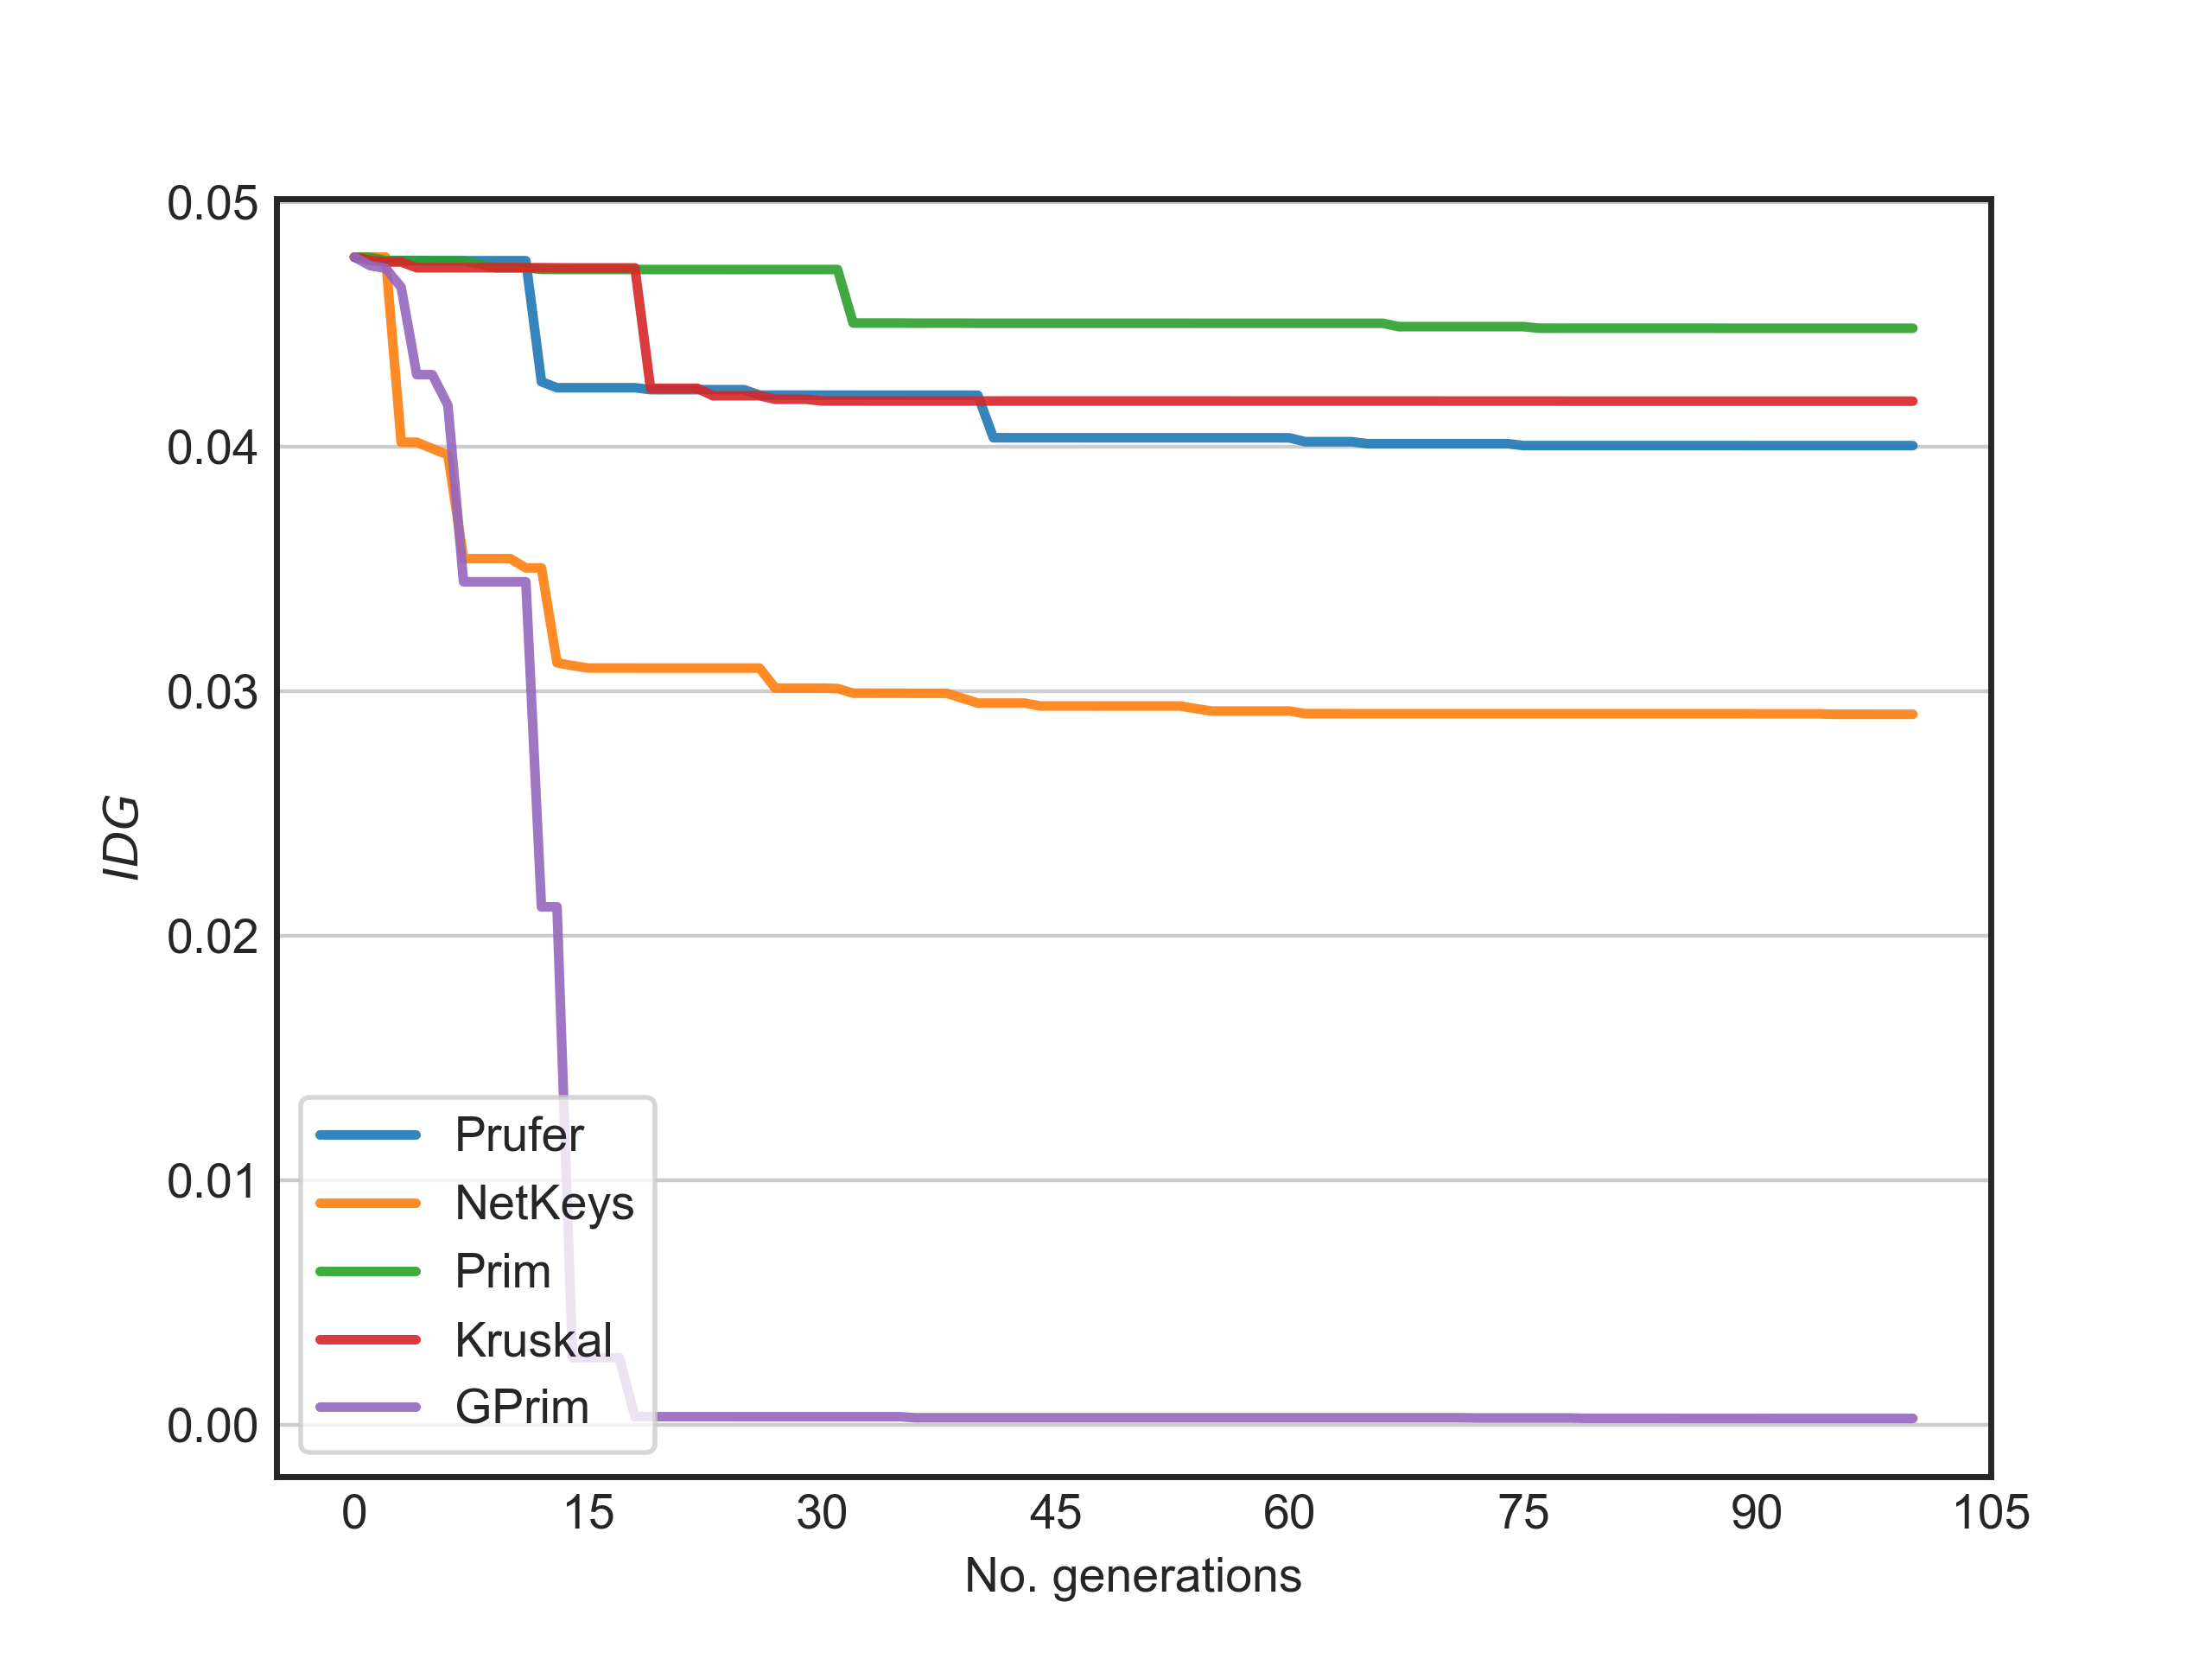 0.05
0.04
0.03
0.02
0.01
0.00
IDG
Prufer
NetKeys
Prim
Kruskal
GPrim
0 15 30 45 60 75 90 105
No. generations